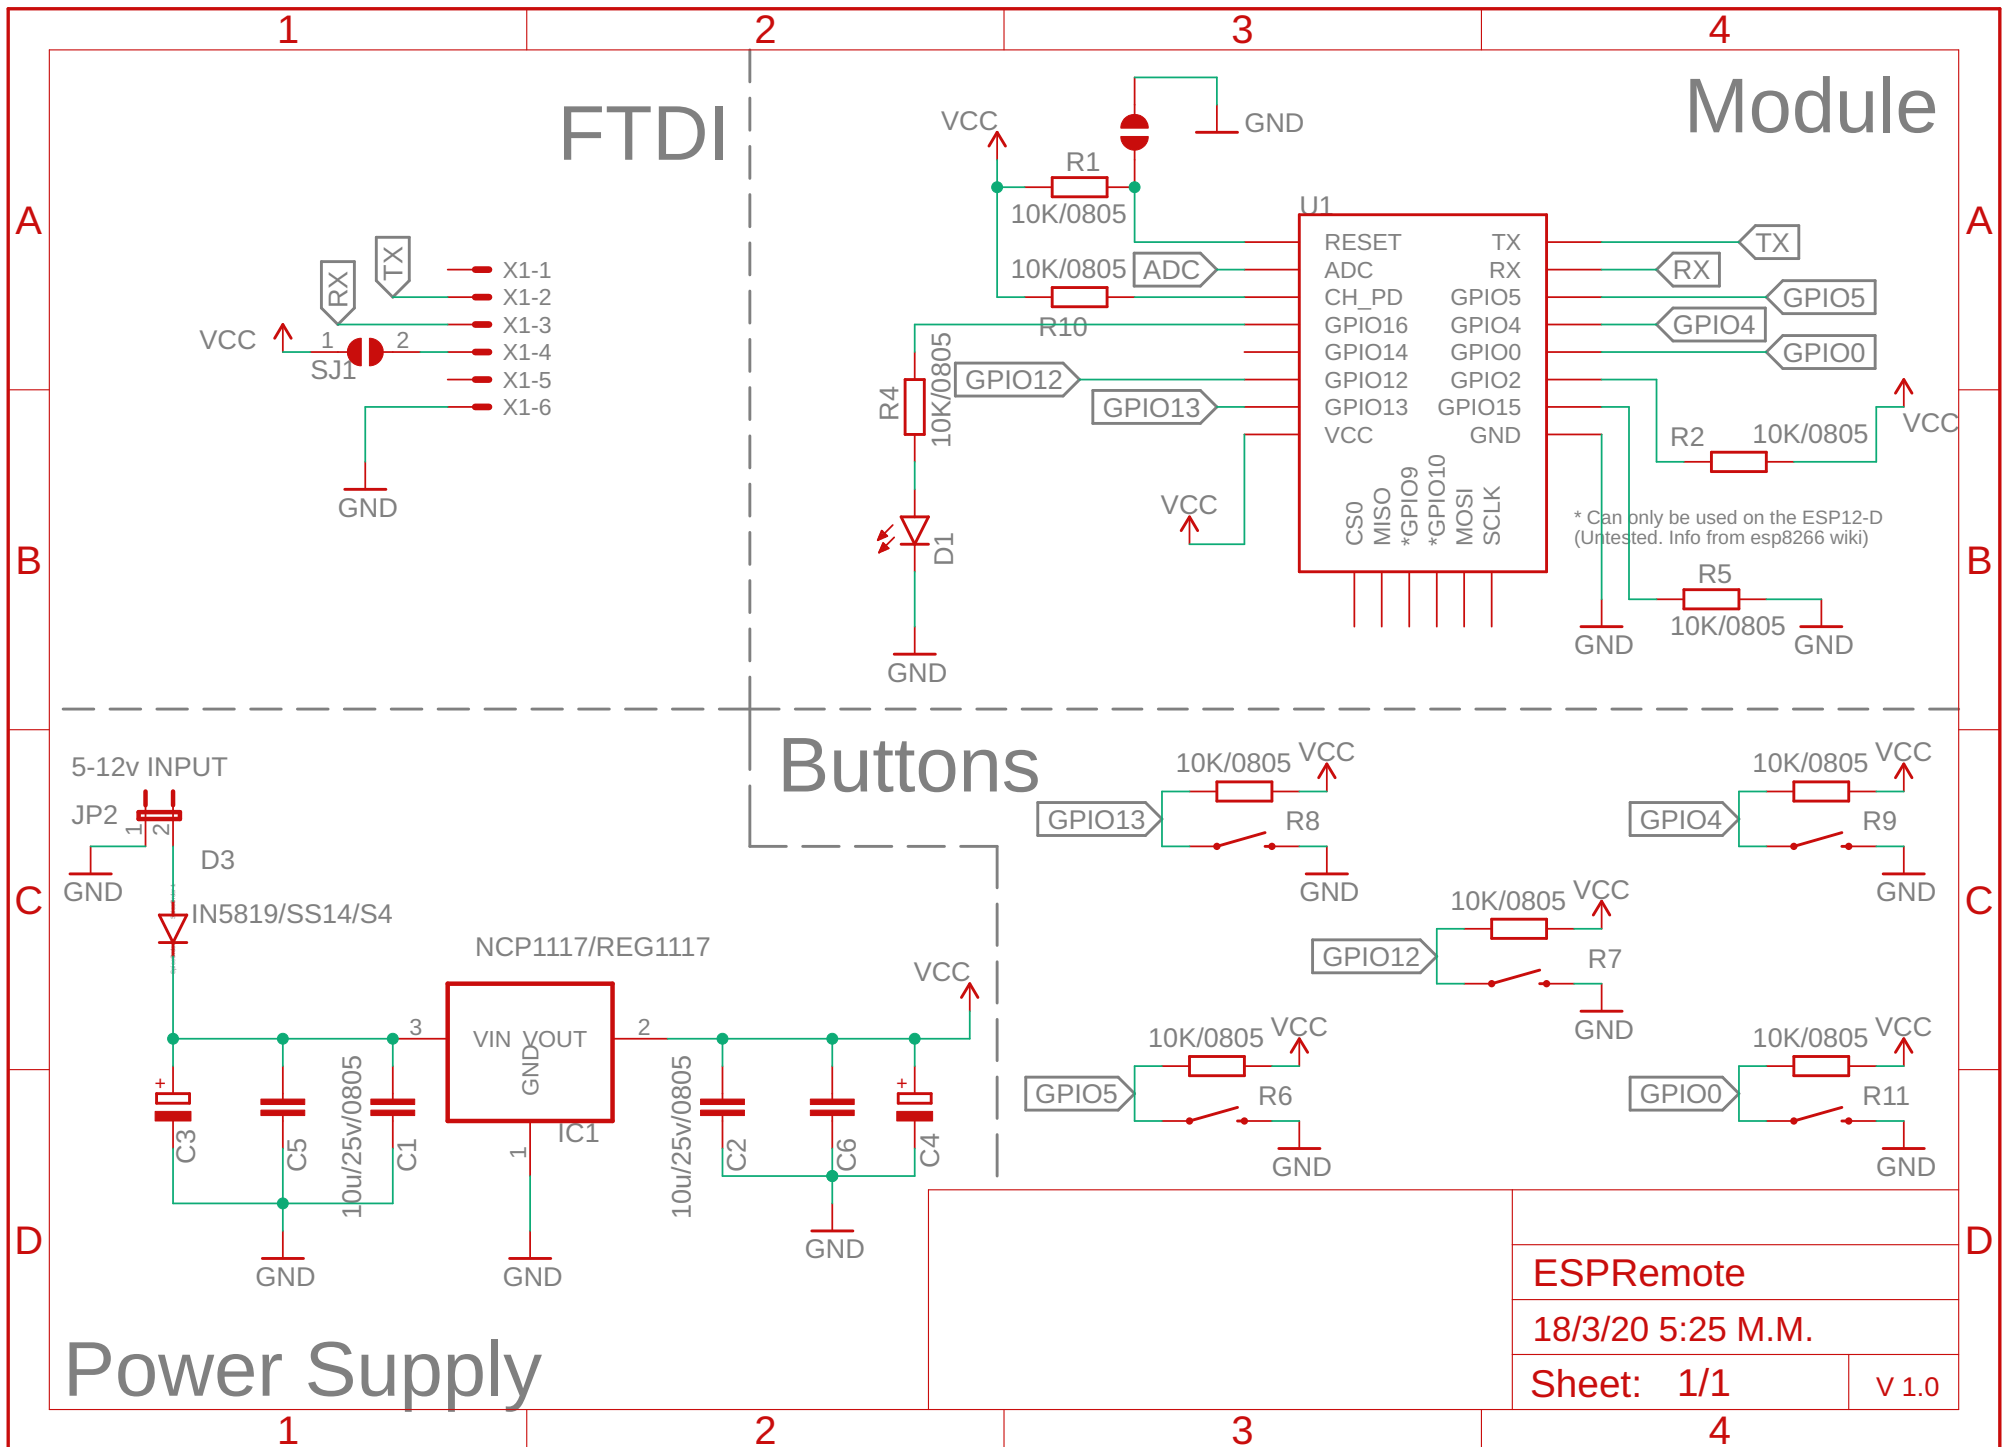 1 2 3 4
A
B
C
D
A
B
C
D
FTDI
RX
TX
X1-1
X1-2
X1-3
X1-4
X1-5
X1-6
VCC
1 2
SJ1
GND
Module
VCC
GND
R1
10K/0805
10K/0805
R10
ADC
R4
10K/0805
GPIO12
GPIO13
D1
GND
VCC
U1
RESET TX
ADC RX
CH_PD GPIO5
GPIO16 GPIO4
GPIO14 GPIO0
GPIO12 GPIO2
GPIO13 GPIO15
VCC GND
CS0
MISO
*GPIO9
*GPIO10
MOSI
SCLK
TX
RX
GPIO5
GPIO4
GPIO0
VCC
R2 10K/0805
* Can only be used on the ESP12-D
(Untested. Info from esp8266 wiki)
R5
10K/0805
GND
GND
5-12v INPUT
JP2
1
2
GND
D3
IN5819/SS14/S4
NCP1117/REG1117
3 VIN VOUT 2
GND
IC1
1
VCC
+
C3
C5
10u/25v/0805
C1
10u/25v/0805
C2
C6
+
C4
GND
GND
GND
Power Supply
Buttons
10K/0805 VCC
GPIO13
R8
GND
10K/0805 VCC
GPIO4
R9
GND
10K/0805 VCC
GPIO12
R7
GND
10K/0805 VCC
GPIO5
R6
GND
10K/0805 VCC
GPIO0
R11
GND
ESPRemote
18/3/20 5:25 M.M.
Sheet: 1/1
V 1.0
1 2 3 4